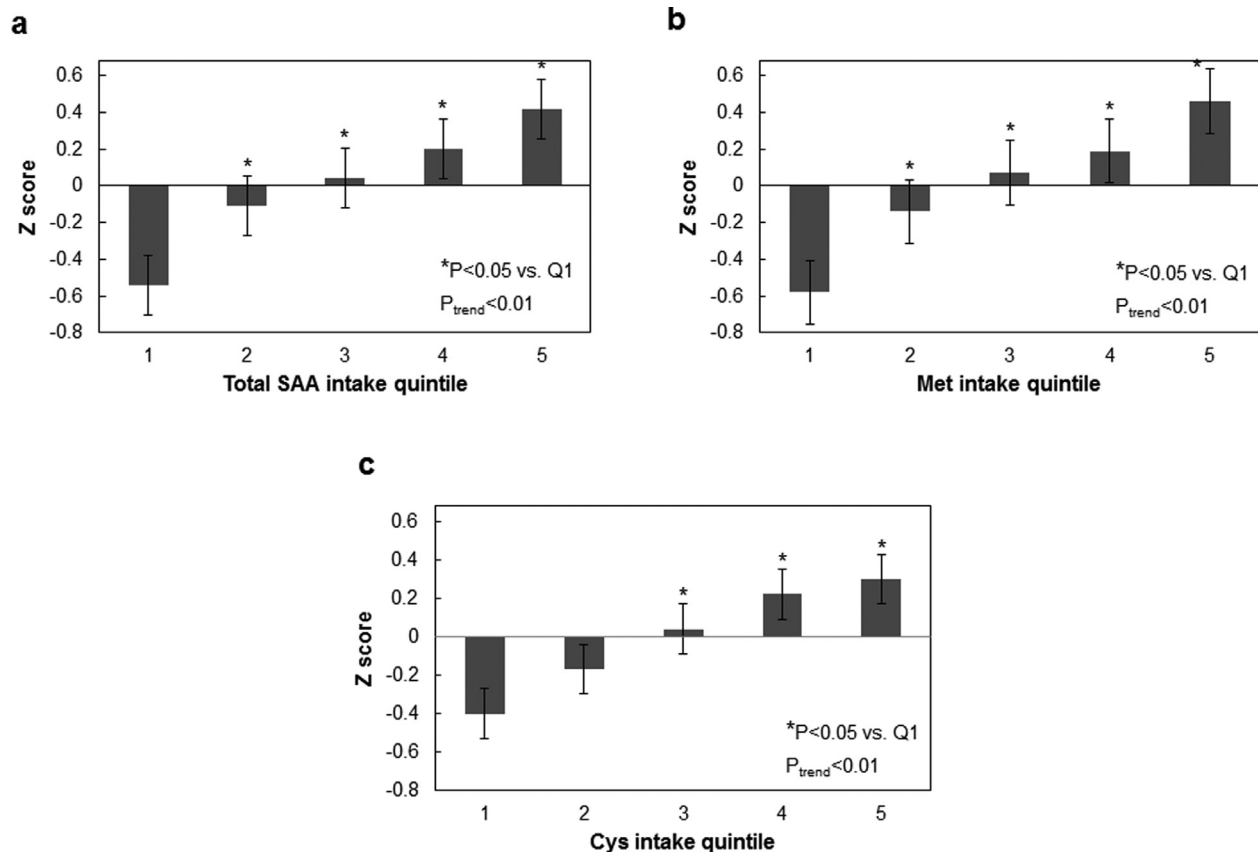 a
0.6
0.4
0.2
0
-0.2
-0.4
-0.6
-0.8
Z score
*
*
*
*
*P<0.05 vs. Q1
Ptrend<0.01
1 2 3 4 5
Total SAA intake quintile
b
0.6
0.4
0.2
0
-0.2
-0.4
-0.6
-0.8
Z score
*
*
*
*
*P<0.05 vs. Q1
Ptrend<0.01
1 2 3 4 5
Met intake quintile
c
0.6
0.4
0.2
0
-0.2
-0.4
-0.6
-0.8
Z score
*
*
*
*P<0.05 vs. Q1
Ptrend<0.01
1 2 3 4 5
Cys intake quintile